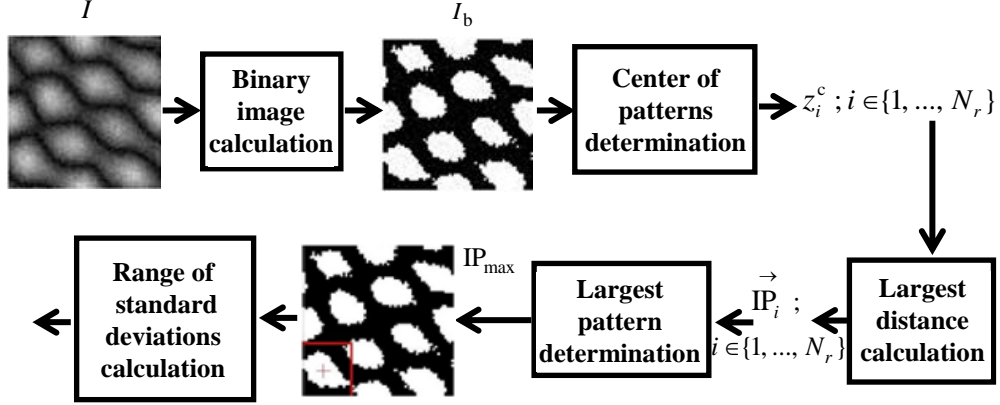 I
I_b
Binary
image
calculation
Center of
patterns
determination
z_i^c ; i ∈{1, ..., N_r}
Range of
standard
deviations
calculation
IP_max
Largest
pattern
determination
→
IP_i ;
i ∈{1, ..., N_r}
Largest
distance
calculation